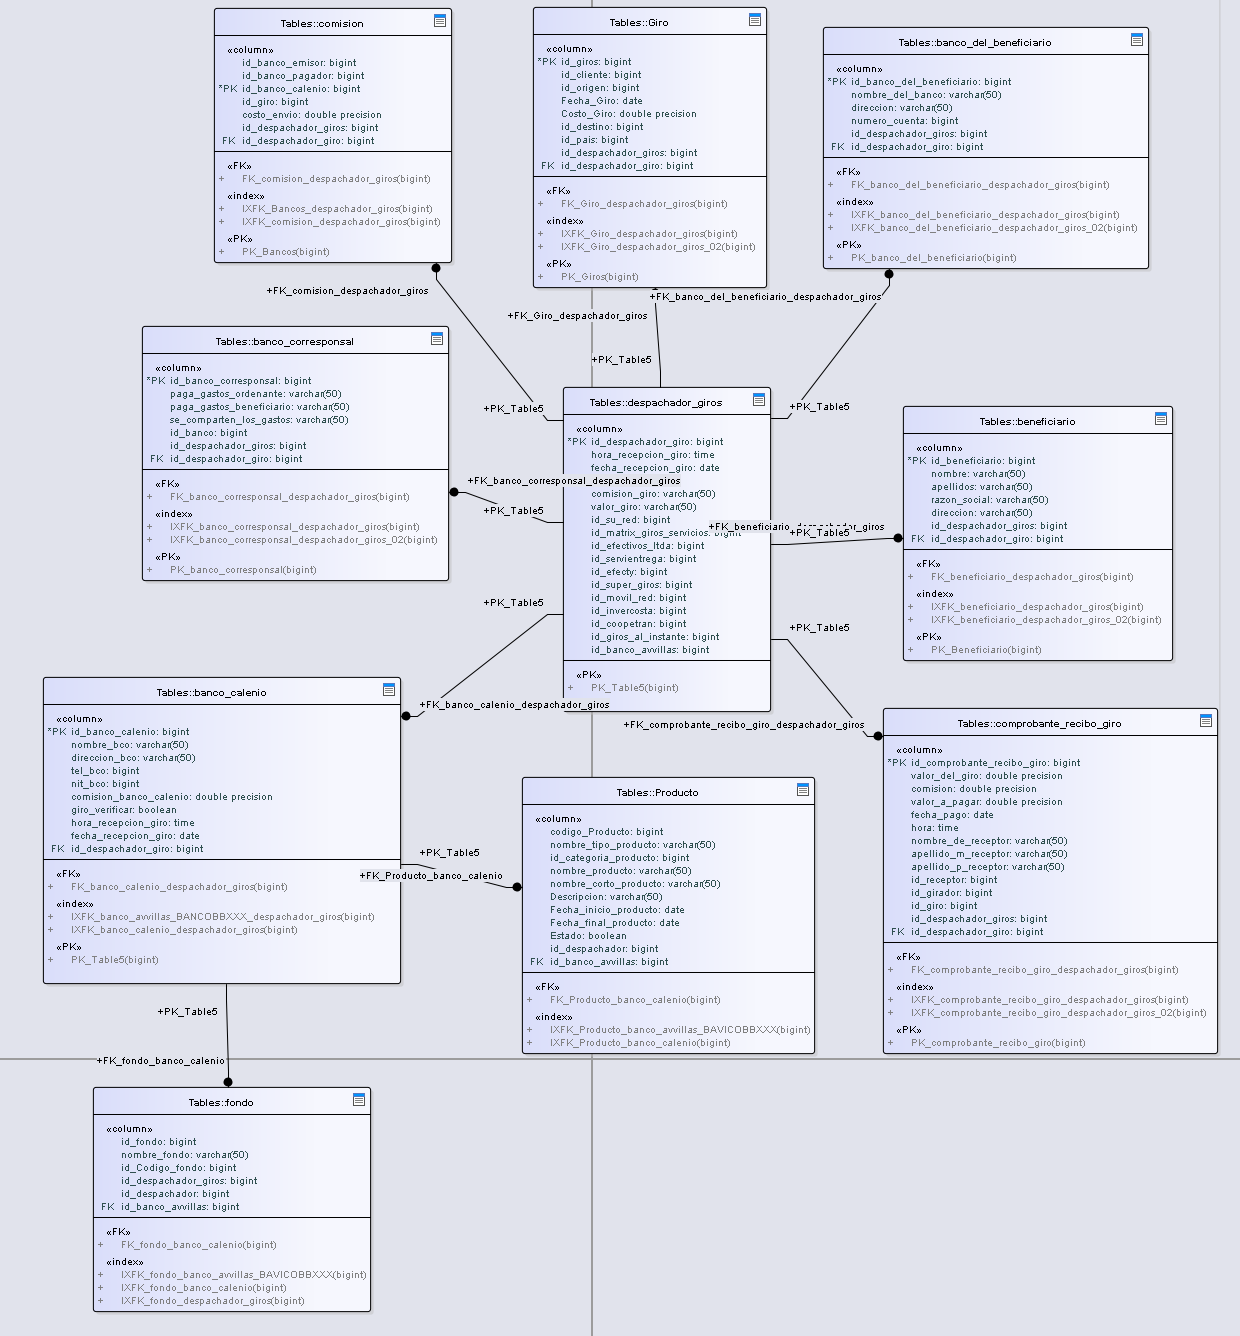 Tables::comision
«column»
id_banco_emisor: bigint
id_banco_pagador: bigint
*PK id_banco_calenio: bigint
id_giro: bigint
costo_envio: double precision
id_despachador_giros: bigint
FK id_despachador_giro: bigint
«FK»
+ FK_comision_despachador_giros(bigint)
«index»
+ IXFK_Bancos_despachador_giros(bigint)
+ IXFK_comision_despachador_giros(bigint)
«PK»
+ PK_Bancos(bigint)
Tables::Giro
«column»
*PK id_giros: bigint
id_cliente: bigint
id_origen: bigint
Fecha_Giro: date
Costo_Giro: double precision
id_destino: bigint
id_pais: bigint
id_despachador_giros: bigint
FK id_despachador_giro: bigint
«FK»
+ FK_Giro_despachador_giros(bigint)
«index»
+ IXFK_Giro_despachador_giros(bigint)
+ IXFK_Giro_despachador_giros_02(bigint)
«PK»
+ PK_Giros(bigint)
Tables::banco_del_beneficiario
«column»
*PK id_banco_del_beneficiario: bigint
nombre_del_banco: varchar(50)
direccion: varchar(50)
numero_cuenta: bigint
id_despachador_giros: bigint
FK id_despachador_giro: bigint
«FK»
+ FK_banco_del_beneficiario_despachador_giros(bigint)
«index»
+ IXFK_banco_del_beneficiario_despachador_giros(bigint)
+ IXFK_banco_del_beneficiario_despachador_giros_02(bigint)
«PK»
+ PK_banco_del_beneficiario(bigint)
+FK_comision_despachador_giros
+FK_banco_del_beneficiario_despachador_giros
+FK_Giro_despachador_giros
+PK_Table5
+PK_Table5
+PK_Table5
Tables::banco_corresponsal
«column»
*PK id_banco_corresponsal: bigint
paga_gastos_ordenante: varchar(50)
paga_gastos_beneficiario: varchar(50)
se_comparten_los_gastos: varchar(50)
id_banco: bigint
id_despachador_giros: bigint
FK id_despachador_giro: bigint
«FK»
+ FK_banco_corresponsal_despachador_giros(bigint)
«index»
+ IXFK_banco_corresponsal_despachador_giros(bigint)
+ IXFK_banco_corresponsal_despachador_giros_02(bigint)
«PK»
+ PK_banco_corresponsal(bigint)
Tables::despachador_giros
«column»
*PK id_despachador_giro: bigint
hora_recepcion_giro: time
fecha_recepcion_giro: date
+FK_banco_corresponsal_despachador_giros
comision_giro: varchar(50)
valor_giro: varchar(50)
id_su_red: bigint
id_matrix_giros_servicios: bigint
id_efectivos_ltda: bigint
id_servientrega: bigint
id_efecty: bigint
id_super_giros: bigint
id_movil_red: bigint
id_invercosta: bigint
id_coopetran: bigint
id_giros_al_instante: bigint
id_banco_avvillas: bigint
«PK»
+ PK_Table5(bigint)
+PK_Table5
+FK_beneficiario_despachador_giros
+PK_Table5
Tables::beneficiario
«column»
*PK id_beneficiario: bigint
nombre: varchar(50)
apellidos: varchar(50)
razon_social: varchar(50)
direccion: varchar(50)
id_despachador_giros: bigint
FK id_despachador_giro: bigint
«FK»
+ FK_beneficiario_despachador_giros(bigint)
«index»
+ IXFK_beneficiario_despachador_giros(bigint)
+ IXFK_beneficiario_despachador_giros_02(bigint)
«PK»
+ PK_Beneficiario(bigint)
+PK_Table5
+PK_Table5
+FK_banco_calenio_despachador_giros
+FK_comprobante_recibo_giro_despachador_giros
Tables::banco_calenio
«column»
*PK id_banco_calenio: bigint
nombre_bco: varchar(50)
direccion_bco: varchar(50)
tel_bco: bigint
nit_bco: bigint
comision_banco_calenio: double precision
giro_verificar: boolean
hora_recepcion_giro: time
fecha_recepcion_giro: date
FK id_despachador_giro: bigint
«FK»
+ FK_banco_calenio_despachador_giros(bigint)
«index»
+ IXFK_banco_avvillas_BANCOBBXXX_despachador_giros(bigint)
+ IXFK_banco_calenio_despachador_giros(bigint)
«PK»
+ PK_Table5(bigint)
+PK_Table5
+FK_Producto_banco_calenio
Tables::Producto
«column»
codigo_Producto: bigint
nombre_tipo_producto: varchar(50)
id_categoria_producto: bigint
nombre_producto: varchar(50)
nombre_corto_producto: varchar(50)
Descripcion: varchar(50)
Fecha_inicio_producto: date
Fecha_final_producto: date
Estado: boolean
id_despachador: bigint
FK id_banco_avvillas: bigint
«FK»
+ FK_Producto_banco_calenio(bigint)
«index»
+ IXFK_Producto_banco_avvillas_BAVICOBBXXX(bigint)
+ IXFK_Producto_banco_calenio(bigint)
Tables::comprobante_recibo_giro
«column»
*PK id_comprobante_recibo_giro: bigint
valor_del_giro: double precision
comision: double precision
valor_a_pagar: double precision
fecha_pago: date
hora: time
nombre_de_receptor: varchar(50)
apellido_m_receptor: varchar(50)
apellido_p_receptor: varchar(50)
id_receptor: bigint
id_girador: bigint
id_giro: bigint
id_despachador_giros: bigint
FK id_despachador_giro: bigint
«FK»
+ FK_comprobante_recibo_giro_despachador_giros(bigint)
«index»
+ IXFK_comprobante_recibo_giro_despachador_giros(bigint)
+ IXFK_comprobante_recibo_giro_despachador_giros_02(bigint)
«PK»
+ PK_comprobante_recibo_giro(bigint)
+PK_Table5
+FK_fondo_banco_calenio
Tables::fondo
«column»
id_fondo: bigint
nombre_fondo: varchar(50)
id_Codigo_fondo: bigint
id_despachador_giros: bigint
id_despachador: bigint
FK id_banco_avvillas: bigint
«FK»
+ FK_fondo_banco_calenio(bigint)
«index»
+ IXFK_fondo_banco_avvillas_BAVICOBBXXX(bigint)
+ IXFK_fondo_banco_calenio(bigint)
+ IXFK_fondo_despachador_giros(bigint)